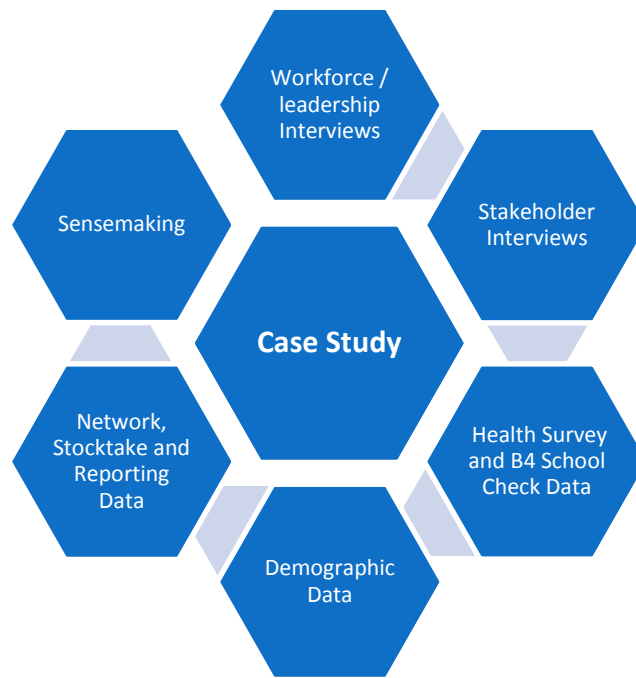 Workforce /
leadership
Interviews
Stakeholder
Interviews
Health Survey
and B4 School
Check Data
Demographic
Data
Network,
Stocktake and
Reporting
Data
Sensemaking
Case Study